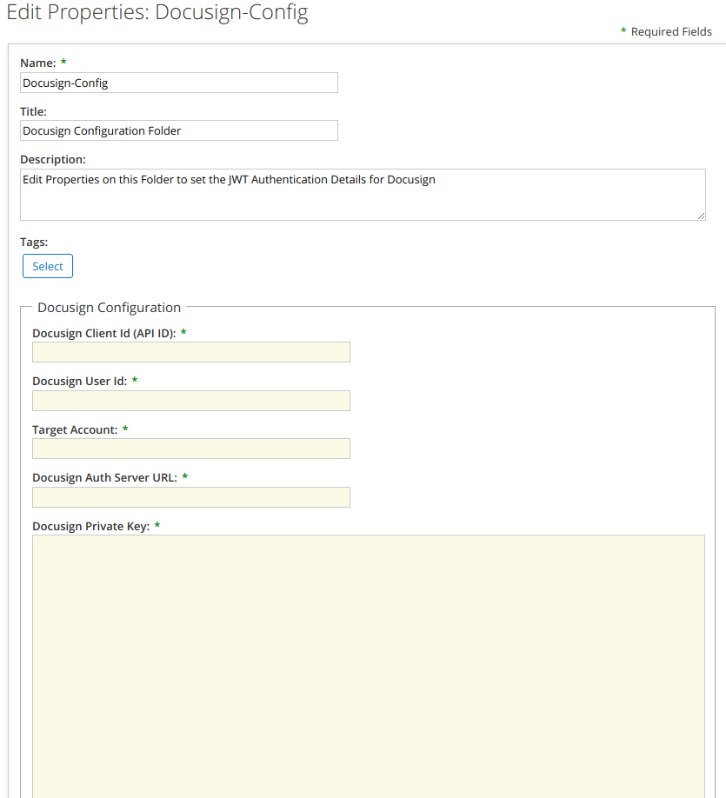 Edit Properties: Docusign-Config
* Required Fields
Name: *
Docusign-Config
Title:
Docusign Configuration Folder
Description:
Edit Properties on this Folder to set the JWT Authentication Details for Docusign
Tags:
Select
Docusign Configuration
Docusign Client Id (API ID): *
Docusign User Id: *
Target Account: *
Docusign Auth Server URL: *
Docusign Private Key: *